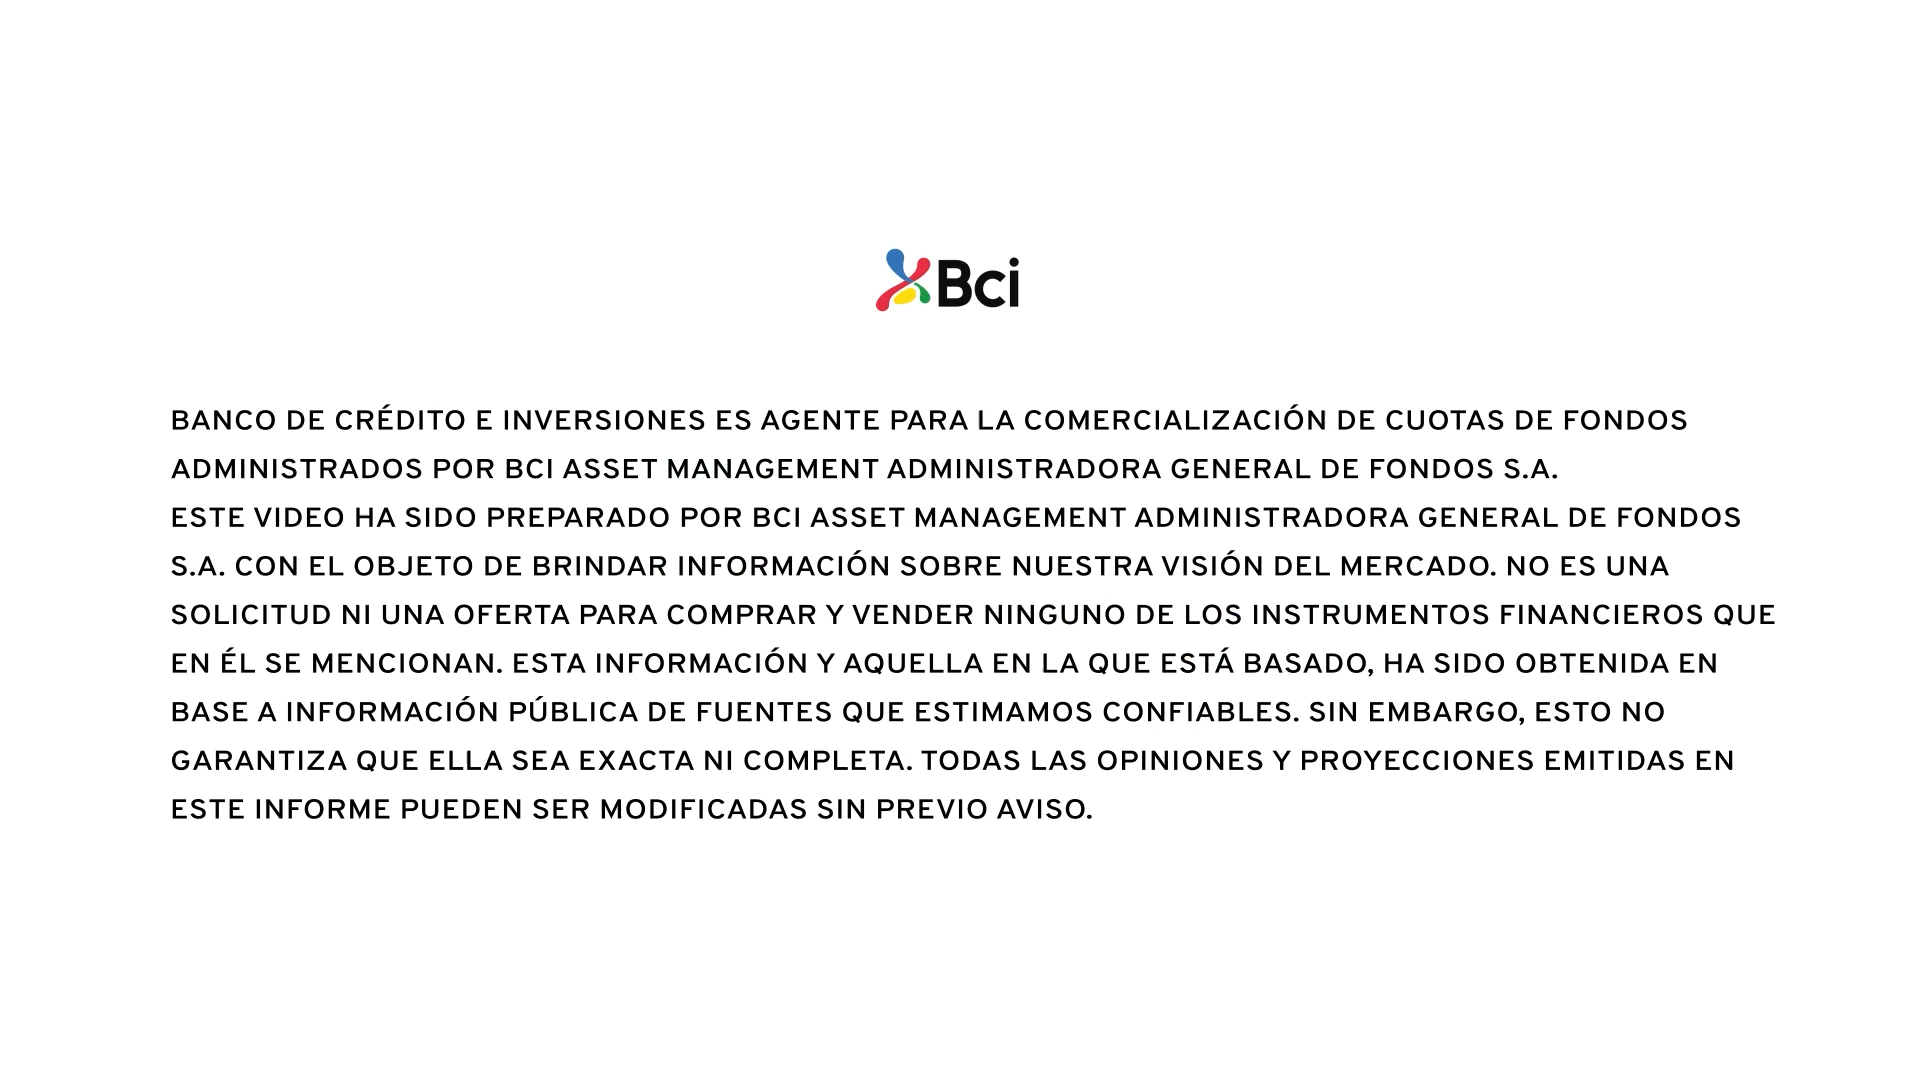 Bci
BANCO DE CRÉDITO E INVERSIONES ES AGENTE PARA LA COMERCIALIZACIÓN DE CUOTAS DE FONDOS
ADMINISTRADOS POR BCI ASSET MANAGEMENT ADMINISTRADORA GENERAL DE FONDOS S.A.
ESTE VIDEO HA SIDO PREPARADO POR BCI ASSET MANAGEMENT ADMINISTRADORA GENERAL DE FONDOS
S.A. CON EL OBJETO DE BRINDAR INFORMACIÓN SOBRE NUESTRA VISIÓN DEL MERCADO. NO ES UNA
SOLICITUD NI UNA OFERTA PARA COMPRAR Y VENDER NINGUNO DE LOS INSTRUMENTOS FINANCIEROS QUE
EN ÉL SE MENCIONAN. ESTA INFORMACIÓN Y AQUELLA EN LA QUE ESTÁ BASADO, HA SIDO OBTENIDA EN
BASE A INFORMACIÓN PÚBLICA DE FUENTES QUE ESTIMAMOS CONFIABLES. SIN EMBARGO, ESTO NO
GARANTIZA QUE ELLA SEA EXACTA NI COMPLETA. TODAS LAS OPINIONES Y PROYECCIONES EMITIDAS EN
ESTE INFORME PUEDEN SER MODIFICADAS SIN PREVIO AVISO.